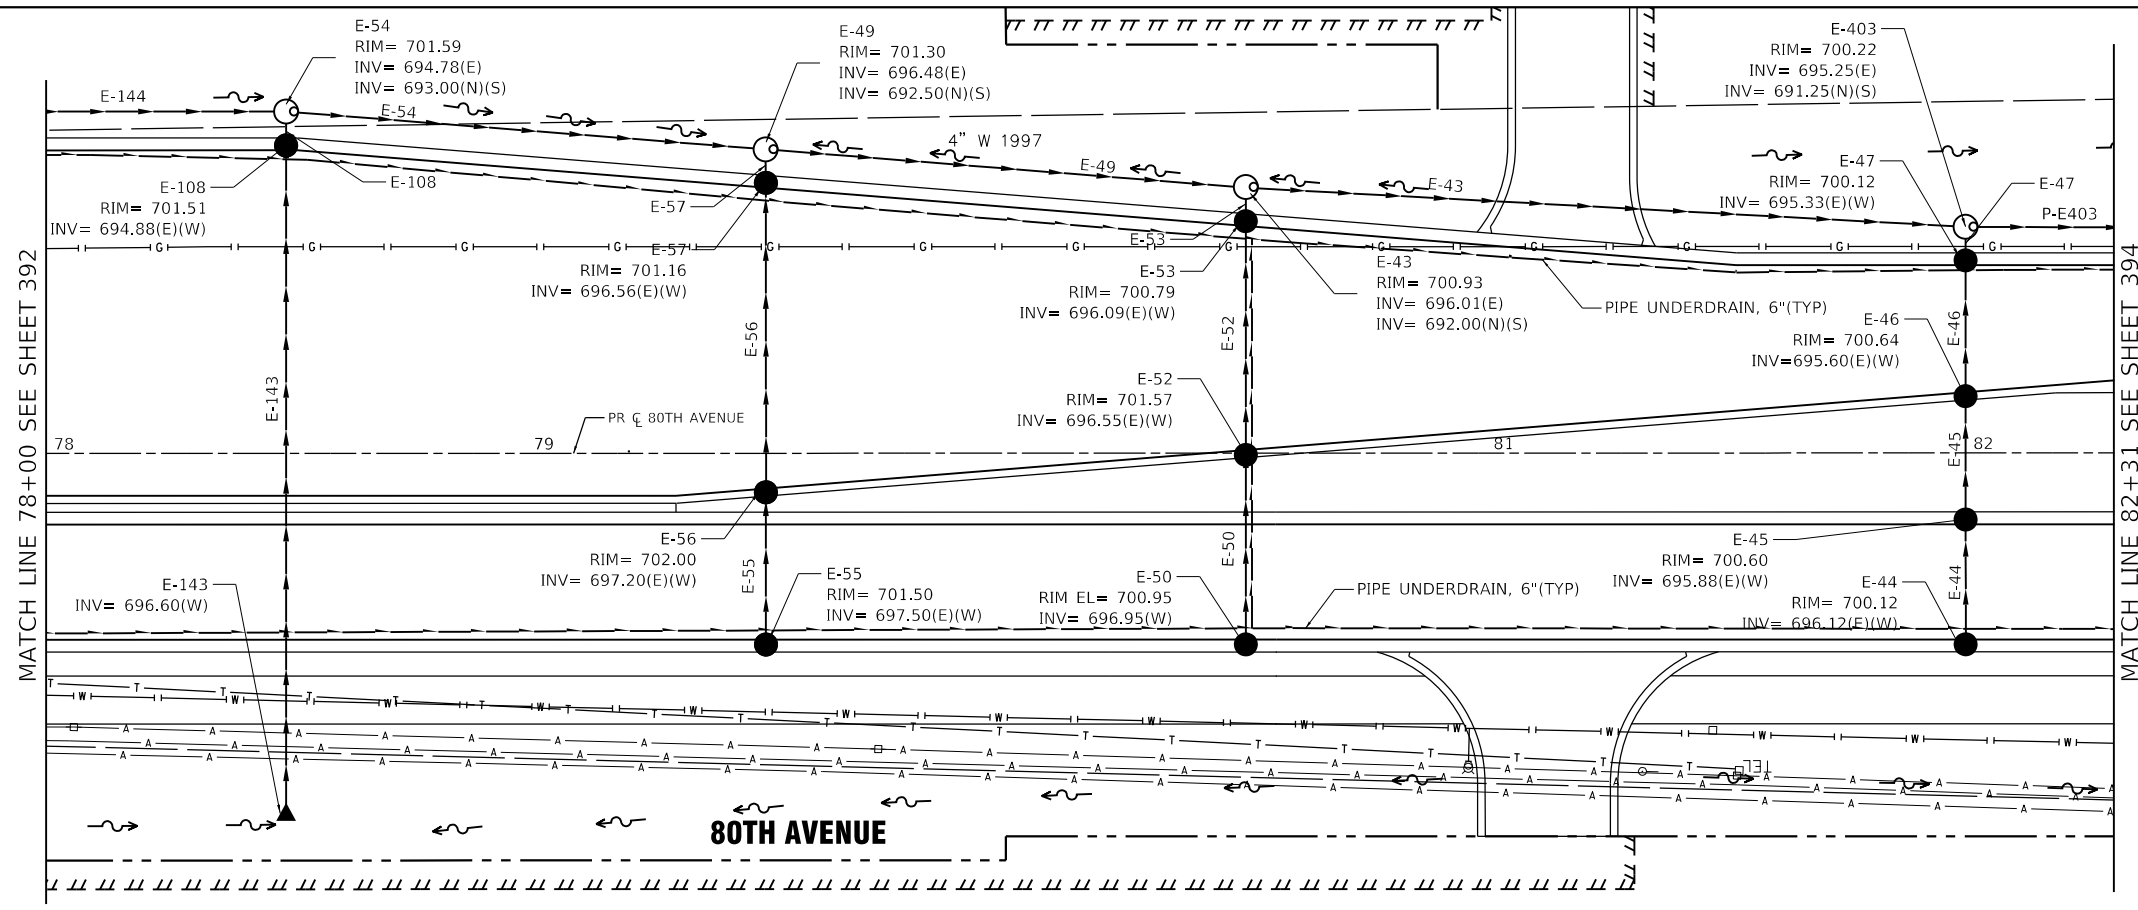 E-54
RIM= 701.59
INV= 694.78(E)
INV= 693.00(N)(S)
E-49
RIM= 701.30
INV= 696.48(E)
INV= 692.50(N)(S)
E-403
RIM= 700.22
INV= 695.25(E)
INV= 691.25(N)(S)
E-144
E-54
4" W 1997
E-49
E-43
E-47
RIM= 700.12
INV= 695.33(E)(W)
E-47
P-E403
E-108
RIM= 701.51
INV= 694.88(E)(W)
E-108
E-57
E-57
RIM= 701.16
INV= 696.56(E)(W)
E-53
E-53
RIM= 700.79
INV= 696.09(E)(W)
E-43
RIM= 700.93
INV= 696.01(E)
INV= 692.00(N)(S)
G G G G G G G G G G G G G
PIPE UNDERDRAIN, 6"(TYP)
E-46
RIM= 700.64
INV=695.60(E)(W)
E-143
E-56
E-52
E-46
E-52
RIM= 701.57
INV= 696.55(E)(W)
PR ℄ 80TH AVENUE
78
79
81
82
E-45
MATCH LINE 78+00 SEE SHEET 392
MATCH LINE 82+31 SEE SHEET 394
E-56
RIM= 702.00
INV= 697.20(E)(W)
E-55
E-50
E-45
RIM= 700.60
INV= 695.88(E)(W)
E-44
E-143
INV= 696.60(W)
E-55
RIM= 701.50
INV= 697.50(E)(W)
E-50
RIM EL= 700.95
INV= 696.95(W)
PIPE UNDERDRAIN, 6"(TYP)
E-44
RIM= 700.12
INV= 696.12(E)(W)
T T T T T T T T T T T T T T T T T T
W W W W W W W W W W W W W W
TEL
80TH AVENUE